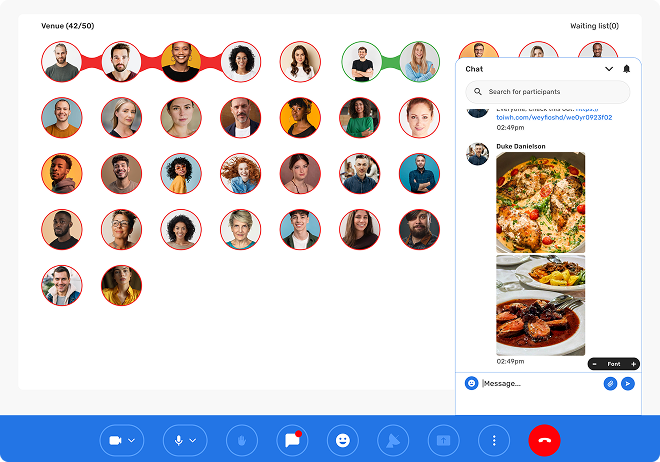 Venue (42/50)
Waiting list(0)
Chat
Search for participants
Everyone, check this out: https://
toiwh.com/weyfioshd/we0yr0923f02
02:49pm
Duke Danielson
02:49pm
- Font +
Message...